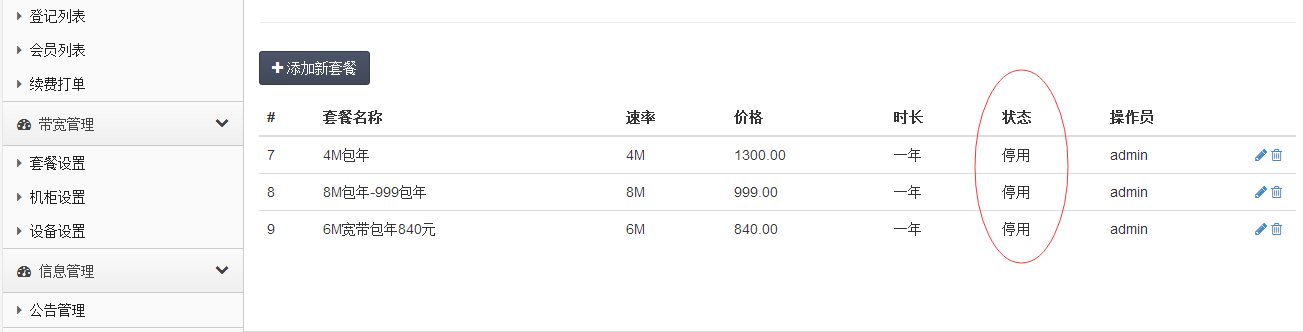 登记列表
会员列表
续费打单
带宽管理
套餐设置
机柜设置
设备设置
信息管理
公告管理
添加新套餐
# 套餐名称 速率 价格 时长 状态 操作员
7 4M包年 4M 1300.00 一年 停用 admin
8 8M包年-999包年 8M 999.00 一年 停用 admin
9 6M宽带包年840元 6M 840.00 一年 停用 admin